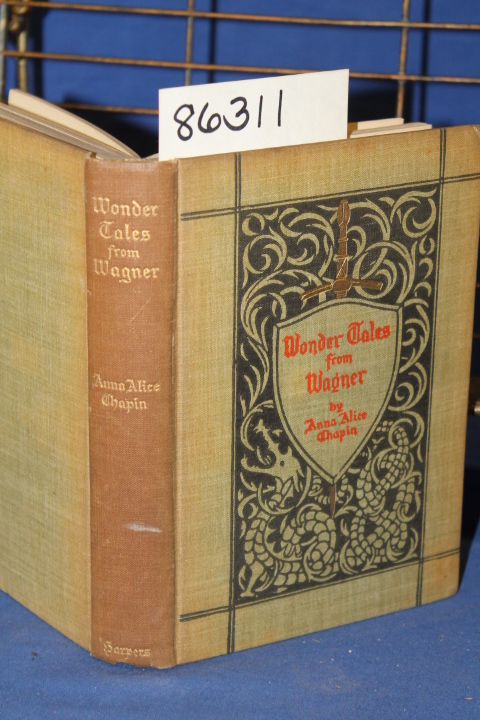 86311
Wonder
Tales
from
Wagner
Anna Alice
Chapin
Harpers
Wonder Tales
from
Wagner
by
Anna Alice
Chapin